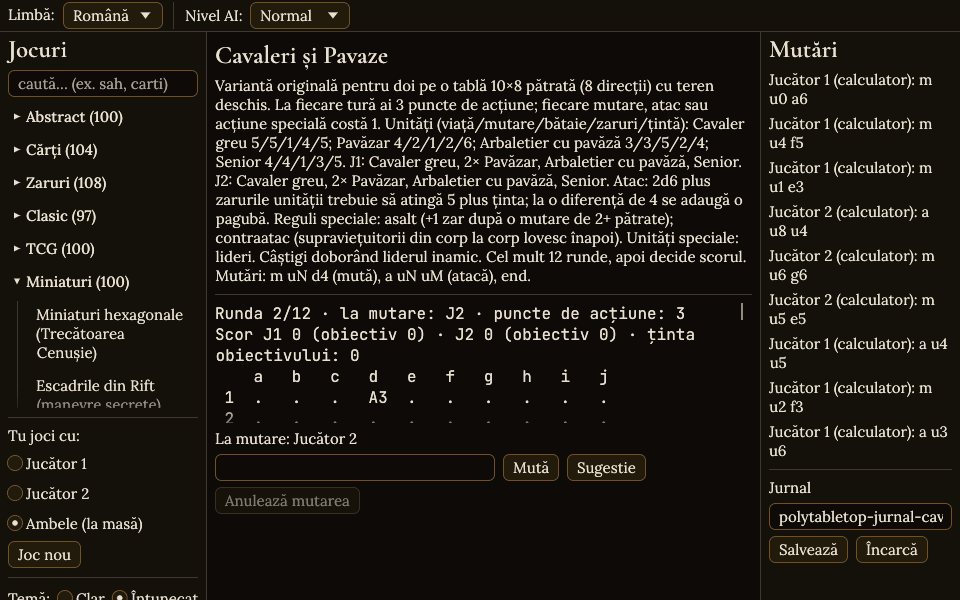 Limbă: Română Nivel AI: Normal
Jocuri
caută... (ex. sah, carti)
Abstract (100)
Cărți (104)
Zaruri (108)
Clasic (97)
TCG (100)
Miniaturi (100)
Miniaturi hexagonale
(Trecătoarea
Cenușie)
Escadrile din Rift
(manevre secrete)
Tu joci cu:
Jucător 1
Jucător 2
Ambele (la masă)
Joc nou
Temă: Clar Întunecat
Cavaleri și Pavaze
Variantă originală pentru doi pe o tablă 10×8 pătrată (8 direcții) cu teren
deschis. La fiecare tură ai 3 puncte de acțiune; fiecare mutare, atac sau
acțiune specială costă 1. Unități (viață/mutare/bătaie/zaruri/țintă): Cavaler
greu 5/5/1/4/5; Pavăzar 4/2/1/2/6; Arbaletier cu pavăză 3/3/5/2/4;
Senior 4/4/1/3/5. J1: Cavaler greu, 2× Pavăzar, Arbaletier cu pavăză, Senior.
J2: Cavaler greu, 2× Pavăzar, Arbaletier cu pavăză, Senior. Atac: 2d6 plus
zarurile unității trebuie să atingă 5 plus ținta; la o diferență de 4 se adaugă o
pagubă. Reguli speciale: asalt (+1 zar după o mutare de 2+ pătrate);
contraatac (supraviețuitorii din corp la corp lovesc înapoi). Unități speciale:
lideri. Câștigi doborând liderul inamic. Cel mult 12 runde, apoi decide scorul.
Mutări: m uN d4 (mută), a uN uM (atacă), end.
Runda 2/12 · la mutare: J2 · puncte de acțiune: 3
Scor J1 0 (obiectiv 0) · J2 0 (obiectiv 0) · ținta
obiectivului: 0
a b c d e f g h i j
1 . . . A3 . . . . . .
2 . . . . . . . . . .
La mutare: Jucător 2
Mută Sugestie
Anulează mutarea
Mutări
Jucător 1 (calculator): m
u0 a6
Jucător 1 (calculator): m
u4 f5
Jucător 1 (calculator): m
u1 e3
Jucător 2 (calculator): a
u8 u4
Jucător 2 (calculator): m
u6 g6
Jucător 2 (calculator): m
u5 e5
Jucător 1 (calculator): a u4
u5
Jucător 1 (calculator): m
u2 f3
Jucător 1 (calculator): a u3
u6
Jurnal
polytabletop-jurnal-cav
Salvează Încarcă